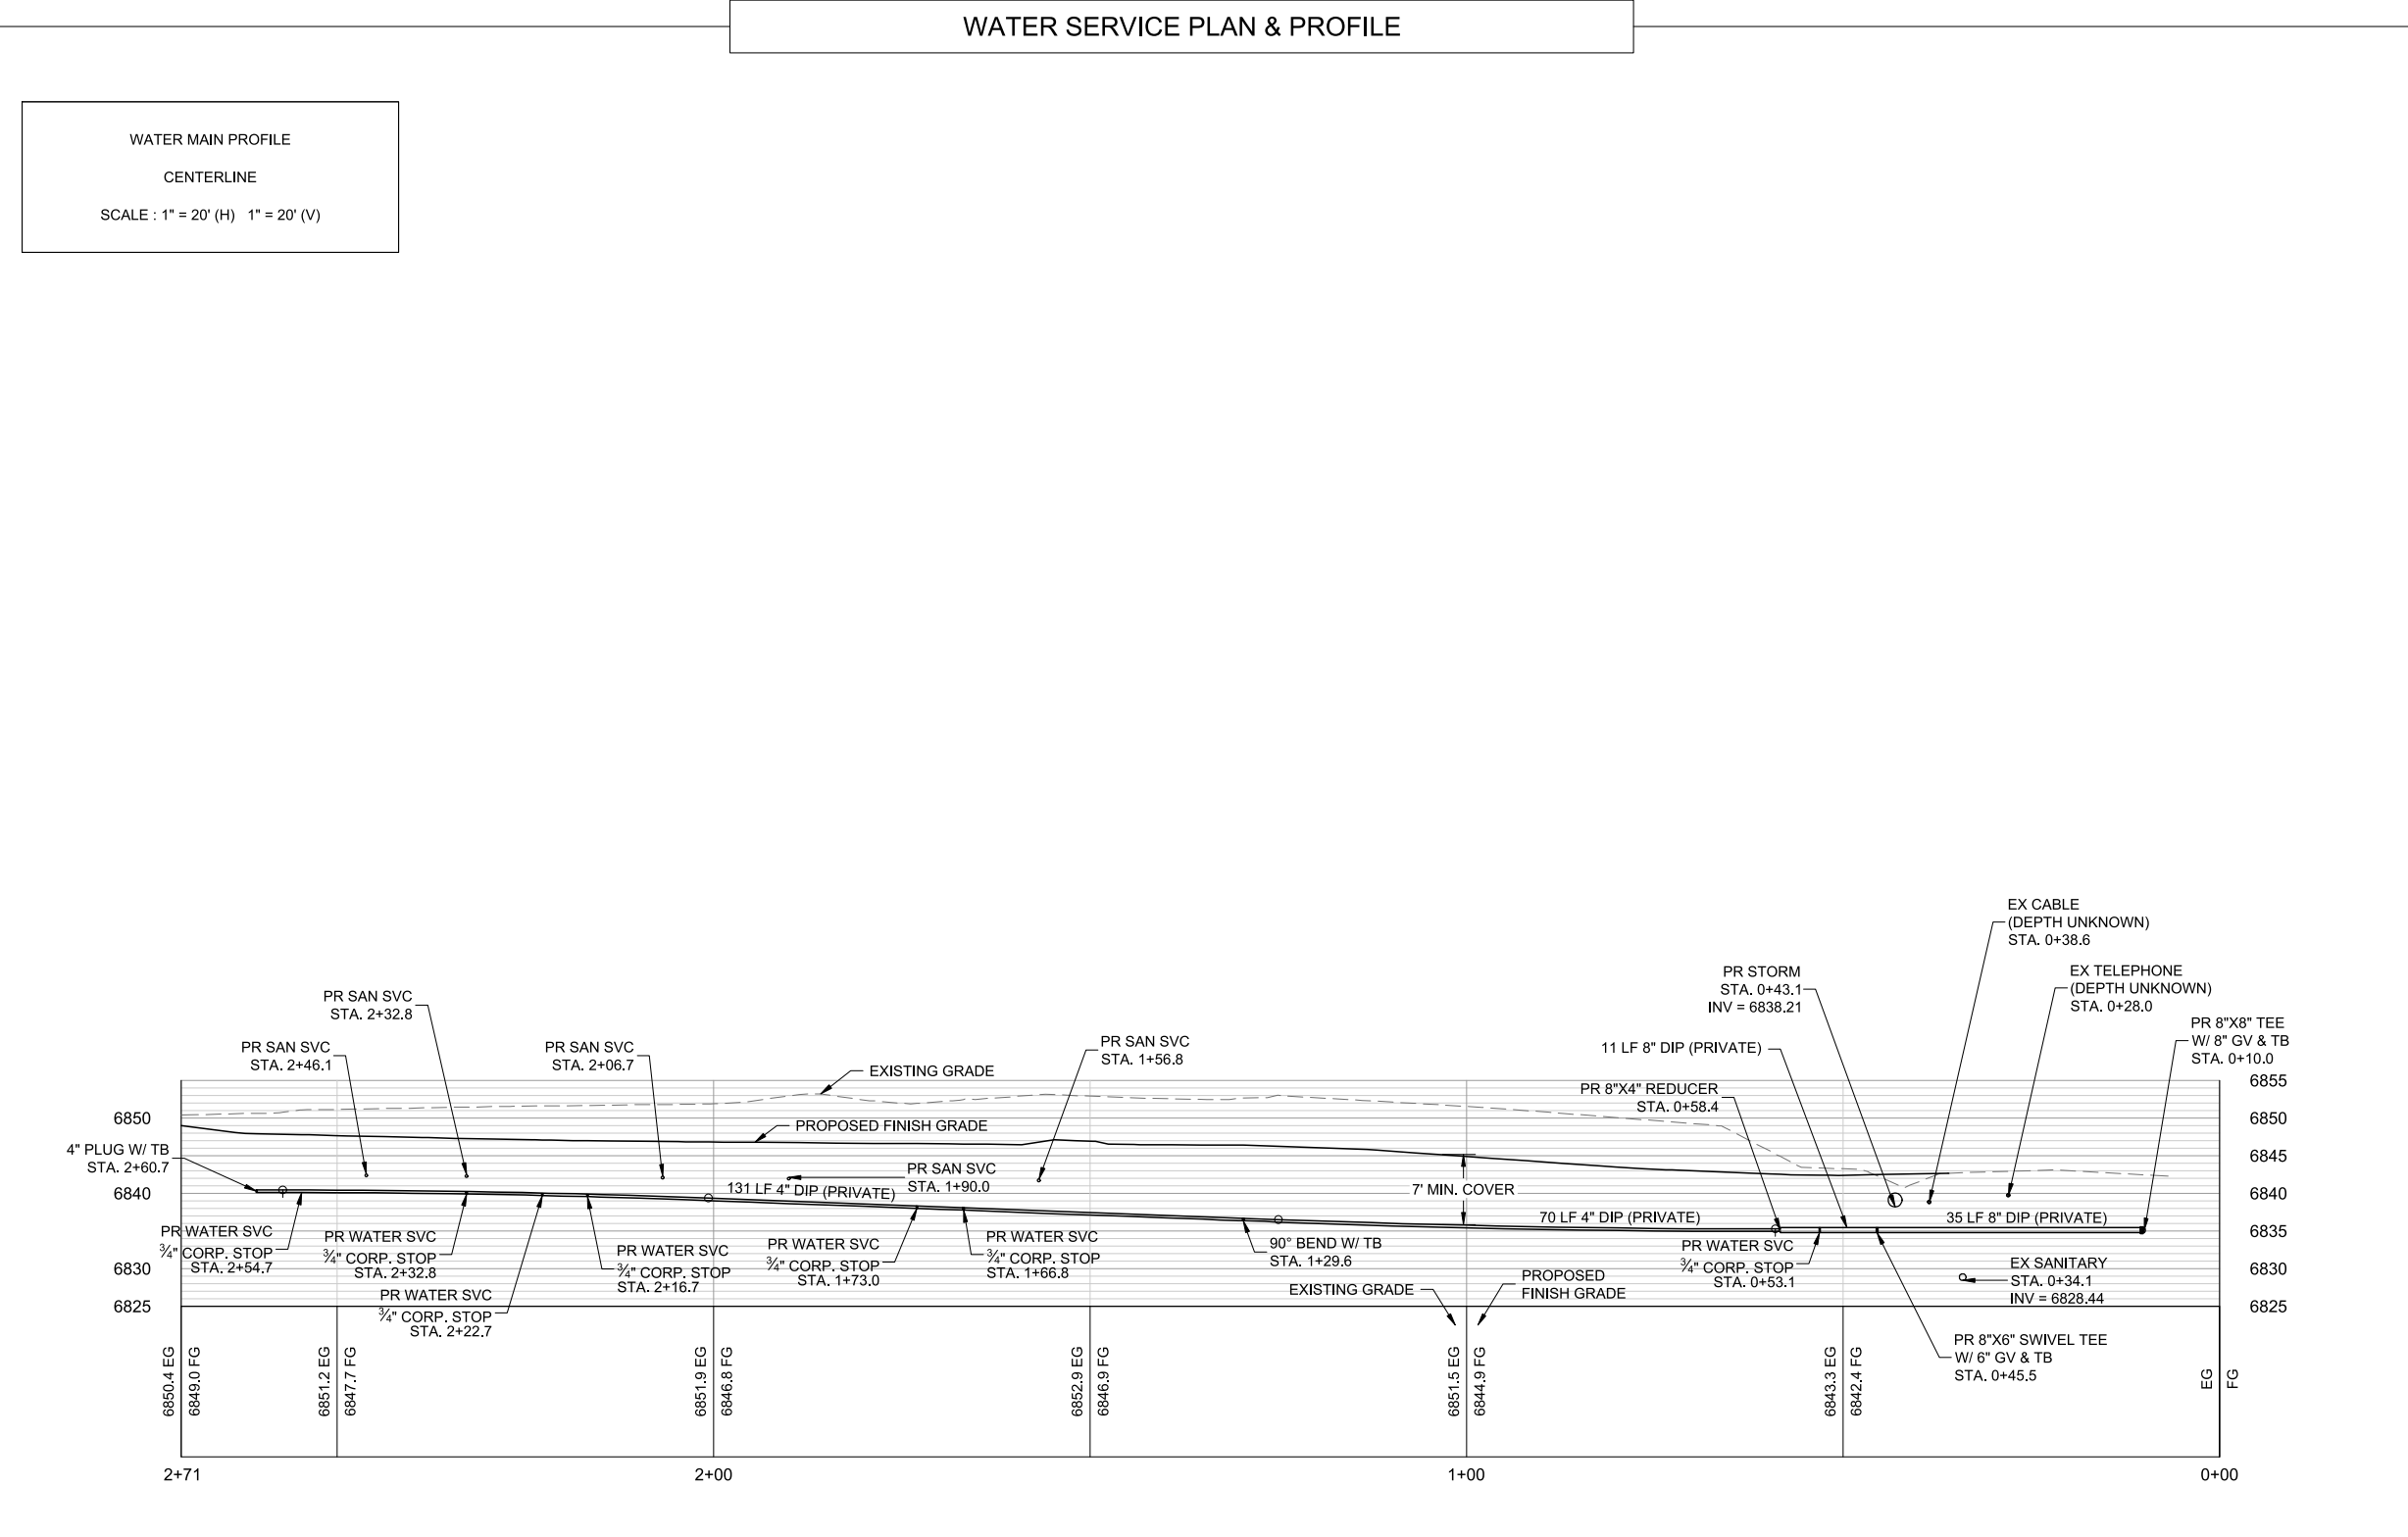 WATER SERVICE PLAN & PROFILE
WATER MAIN PROFILE
CENTERLINE
SCALE : 1" = 20' (H) 1" = 20' (V)
EX CABLE
(DEPTH UNKNOWN)
STA. 0+38.6
PR STORM
STA. 0+43.1
INV = 6838.21
EX TELEPHONE
(DEPTH UNKNOWN)
STA. 0+28.0
PR SAN SVC
STA. 2+32.8
PR 8"X8" TEE
W/ 8" GV & TB
STA. 0+10.0
PR SAN SVC
STA. 2+46.1
PR SAN SVC
STA. 2+06.7
PR SAN SVC
STA. 1+56.8
11 LF 8" DIP (PRIVATE)
EXISTING GRADE
PR 8"X4" REDUCER
STA. 0+58.4
6855
6850
6850
PROPOSED FINISH GRADE
4" PLUG W/ TB
STA. 2+60.7
6845
PR SAN SVC
STA. 1+90.0
6840
131 LF 4" DIP (PRIVATE)
7' MIN. COVER
6840
70 LF 4" DIP (PRIVATE)
35 LF 8" DIP (PRIVATE)
6835
PR WATER SVC
¾" CORP. STOP
STA. 2+54.7
PR WATER SVC
¾" CORP. STOP
STA. 2+32.8
PR WATER SVC
¾" CORP. STOP
STA. 2+16.7
PR WATER SVC
¾" CORP. STOP
STA. 1+73.0
PR WATER SVC
¾" CORP. STOP
STA. 1+66.8
90° BEND W/ TB
STA. 1+29.6
PR WATER SVC
¾" CORP. STOP
STA. 0+53.1
EX SANITARY
STA. 0+34.1
INV = 6828.44
6830
6830
PR WATER SVC
¾" CORP. STOP
STA. 2+22.7
EXISTING GRADE
PROPOSED
FINISH GRADE
6825
6825
PR 8"X6" SWIVEL TEE
W/ 6" GV & TB
STA. 0+45.5
6850.4 EG
6849.0 FG
6851.2 EG
6847.7 FG
6851.9 EG
6846.8 FG
6852.9 EG
6846.9 FG
6851.5 EG
6844.9 FG
6843.3 EG
6842.4 FG
EG
FG
2+71
2+00
1+00
0+00